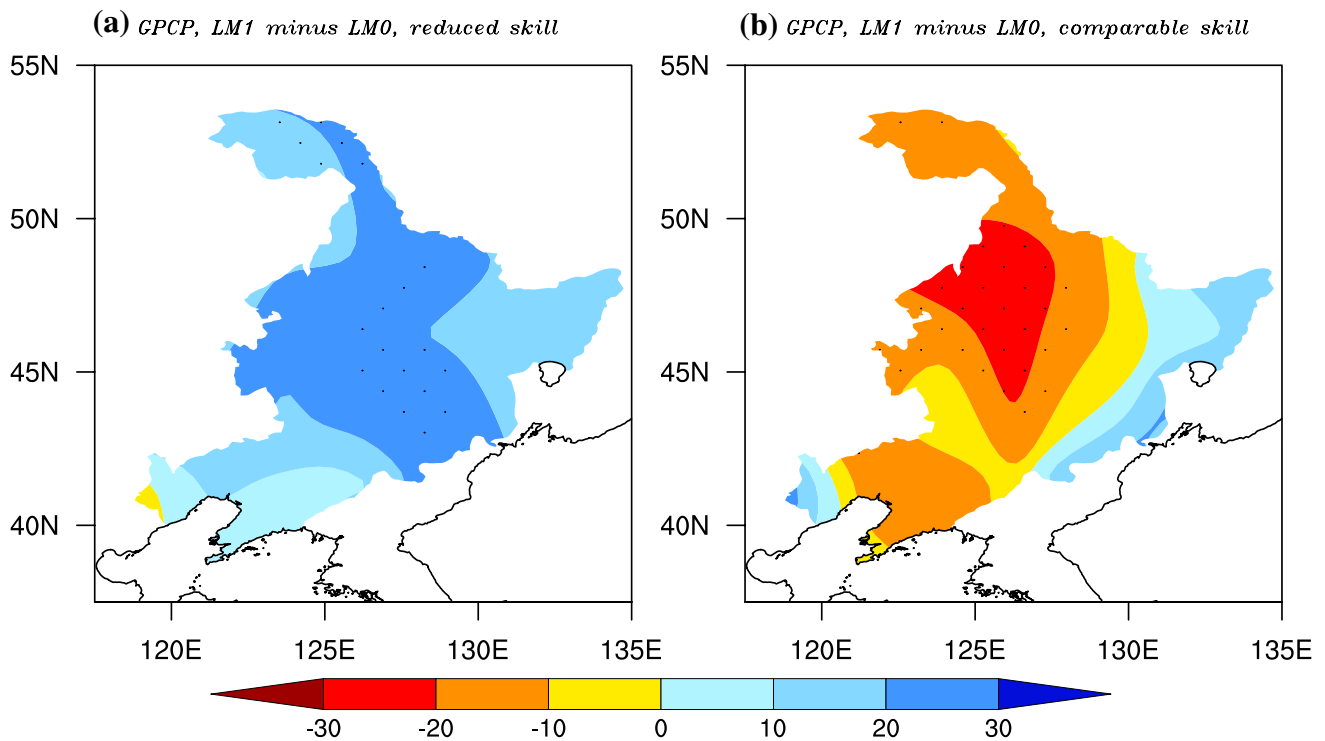 (a) GPCP, LM1 minus LM0, reduced skill
(b) GPCP, LM1 minus LM0, comparable skill
55N
50N
45N
40N
120E 125E 130E 135E
55N
50N
45N
40N
120E 125E 130E 135E
-30 -20 -10 0 10 20 30